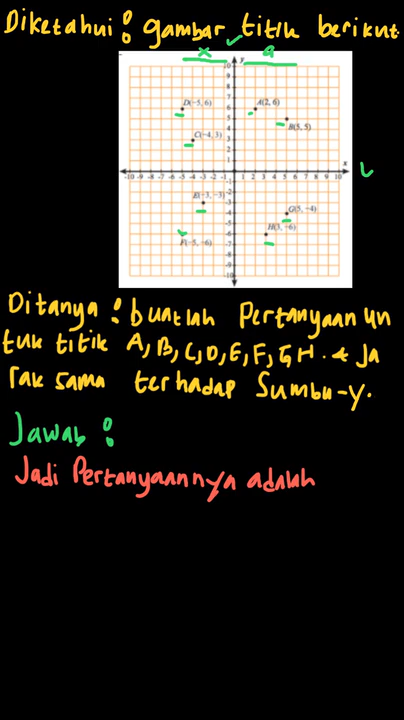 Diketahui : gambar titik berikut.
x a
y
D(-5, 6) A(2, 6)
B(5, 5)
C(-4, 3)
x
E(-3, -3)
G(5, -4)
F(-5, -6) H(3, -6)
Ditanya : buatlah Pertanyaan un
tuk titik A, B, C, D, E, F, G, H. & Ja
rak sama terhadap Sumbu-y.
Jawab :
Jadi Pertanyaannya adalah